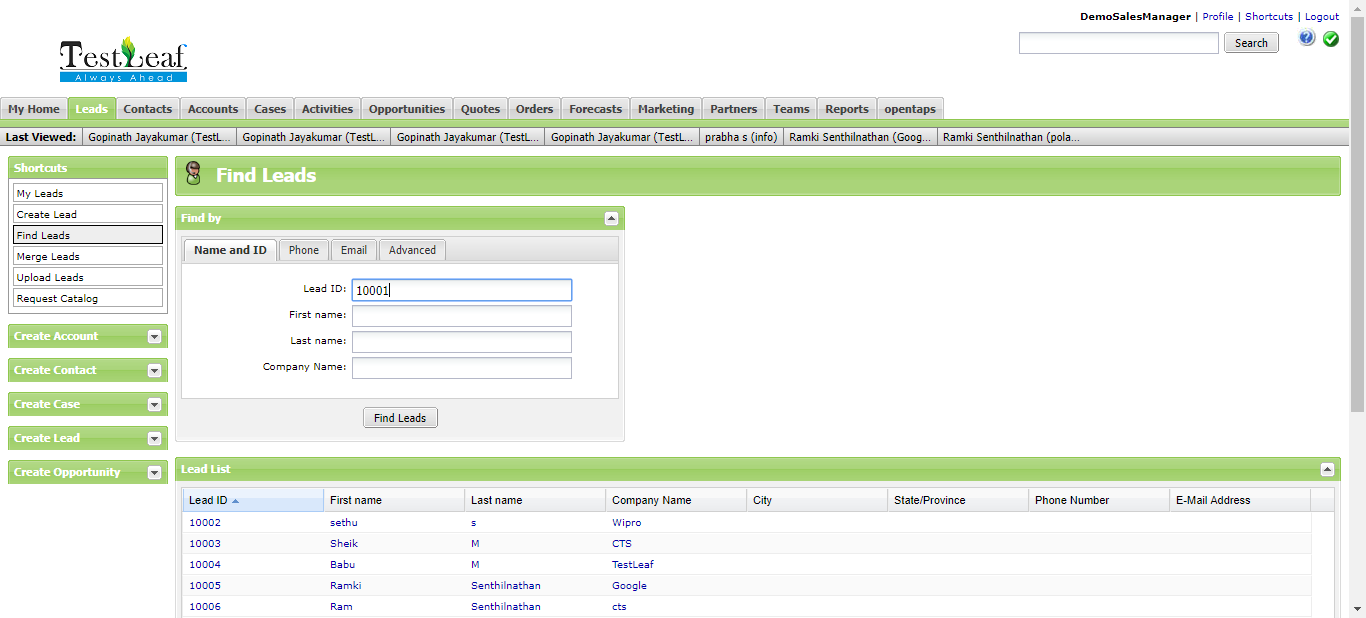 DemoSalesManager | Profile | Shortcuts | Logout
Search
TestLeaf
Always Ahead
My Home Leads Contacts Accounts Cases Activities Opportunities Quotes Orders Forecasts Marketing Partners Teams Reports opentaps
Last Viewed: Gopinath Jayakumar (TestL... Gopinath Jayakumar (TestL... Gopinath Jayakumar (TestL... Gopinath Jayakumar (TestL... prabha s (info) Ramki Senthilnathan (Goog... Ramki Senthilnathan (pola...
Shortcuts
My Leads
Create Lead
Find Leads
Merge Leads
Upload Leads
Request Catalog
Create Account
Create Contact
Create Case
Create Lead
Create Opportunity
Find Leads
Find by
Name and ID Phone Email Advanced
Lead ID: 10001
First name:
Last name:
Company Name:
Find Leads
Lead List
Lead ID First name Last name Company Name City State/Province Phone Number E-Mail Address
10002 sethu s Wipro
10003 Sheik M CTS
10004 Babu M TestLeaf
10005 Ramki Senthilnathan Google
10006 Ram Senthilnathan cts